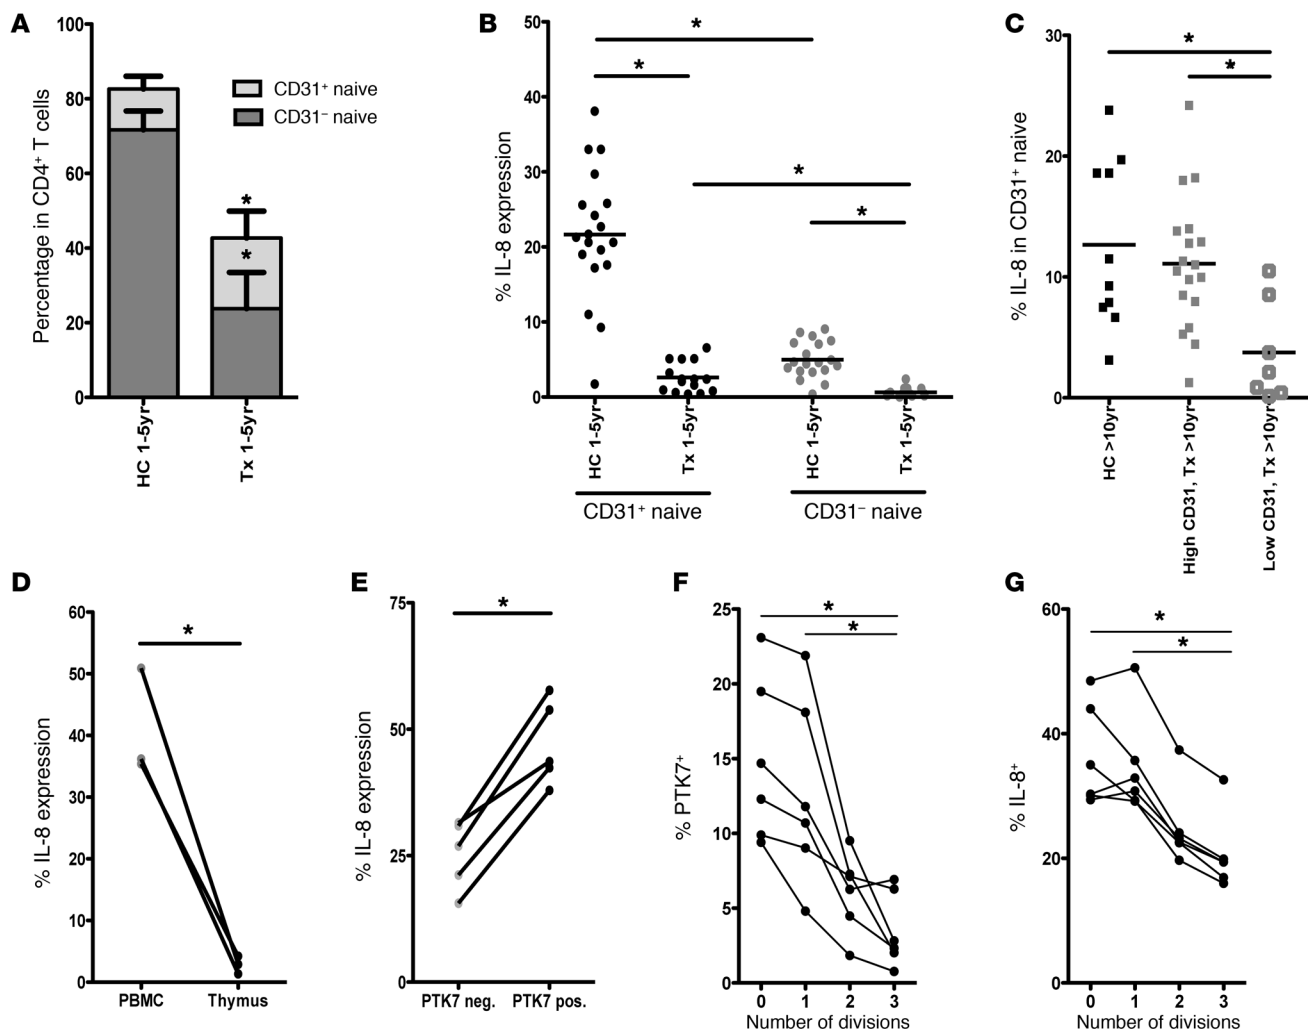 A
Percentage in CD4⁺ T cells
100
80
60
40
20
0
CD31⁺ naive
CD31⁻ naive
*
*
HC 1-5yr
Tx 1-5yr
B
% IL-8 expression
50
40
30
20
10
0
*
*
*
*
HC 1-5yr
Tx 1-5yr
HC 1-5yr
Tx 1-5yr
CD31⁺ naive
CD31⁻ naive
C
% IL-8 in CD31⁺ naive
30
20
10
0
*
*
HC >10yr
High CD31, Tx >10yr
Low CD31, Tx >10yr
D
% IL-8 expression
60
50
40
30
20
10
0
*
PBMC
Thymus
E
% IL-8 expression
75
50
25
0
*
PTK7 neg.
PTK7 pos.
F
% PTK7⁺
25
20
15
10
5
0
*
*
0 1 2 3
Number of divisions
G
% IL-8⁺
60
40
20
0
*
*
0 1 2 3
Number of divisions